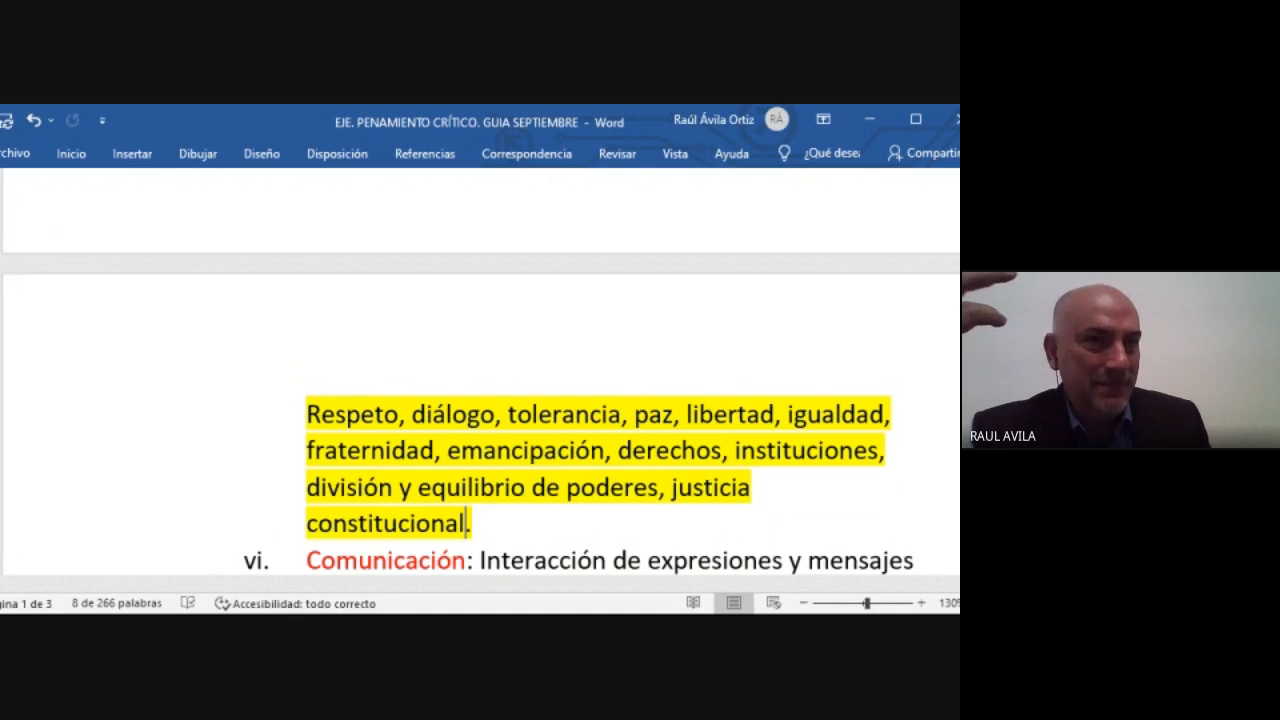 EJE. PENAMIENTO CRÍTICO. GUIA SEPTIEMBRE - Word
Raúl Ávila Ortiz
RÁ
rchivo Inicio Insertar Dibujar Diseño Disposición Referencias Correspondencia Revisar Vista Ayuda ¿Qué dese Compartir
Respeto, diálogo, tolerancia, paz, libertad, igualdad,
fraternidad, emancipación, derechos, instituciones,
división y equilibrio de poderes, justicia
constitucional.
vi. Comunicación: Interacción de expresiones y mensajes
gina 1 de 3 8 de 266 palabras Accesibilidad: todo correcto 130%
RAUL AVILA